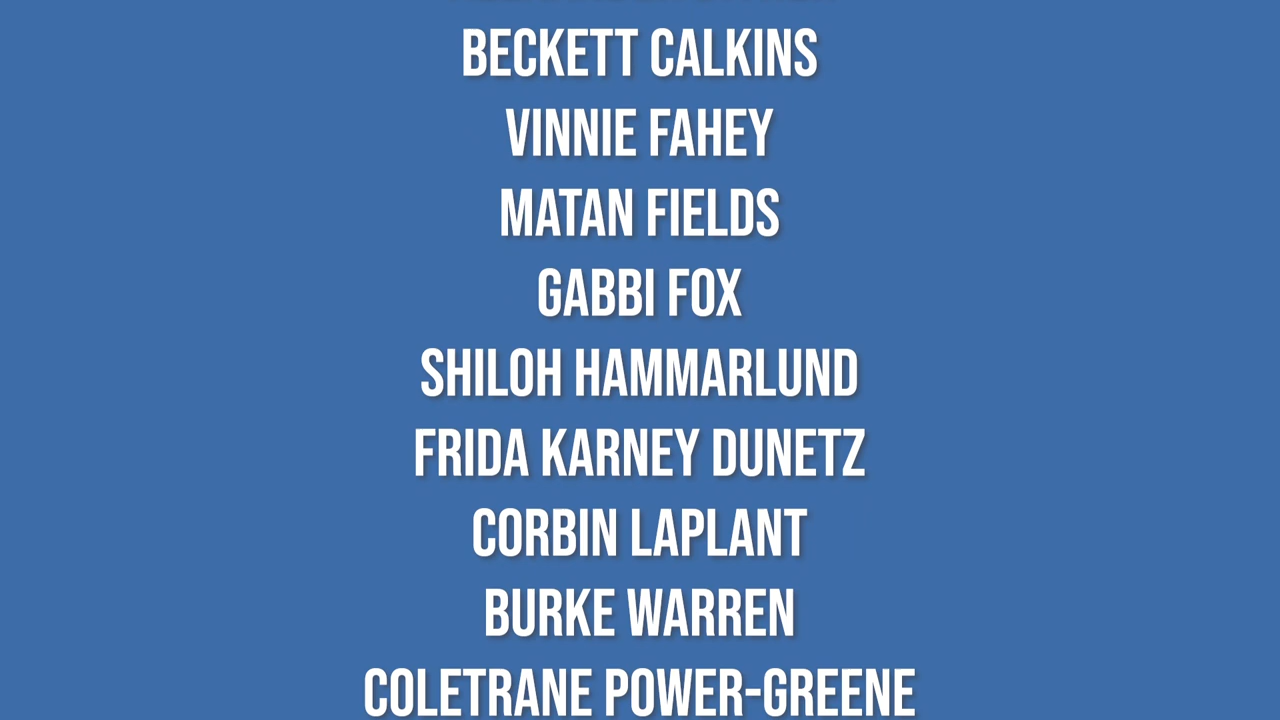 BECKETT CALKINS
VINNIE FAHEY
MATAN FIELDS
GABBI FOX
SHILOH HAMMARLUND
FRIDA KARNEY DUNETZ
CORBIN LAPLANT
BURKE WARREN
COLETRANE POWER-GREENE